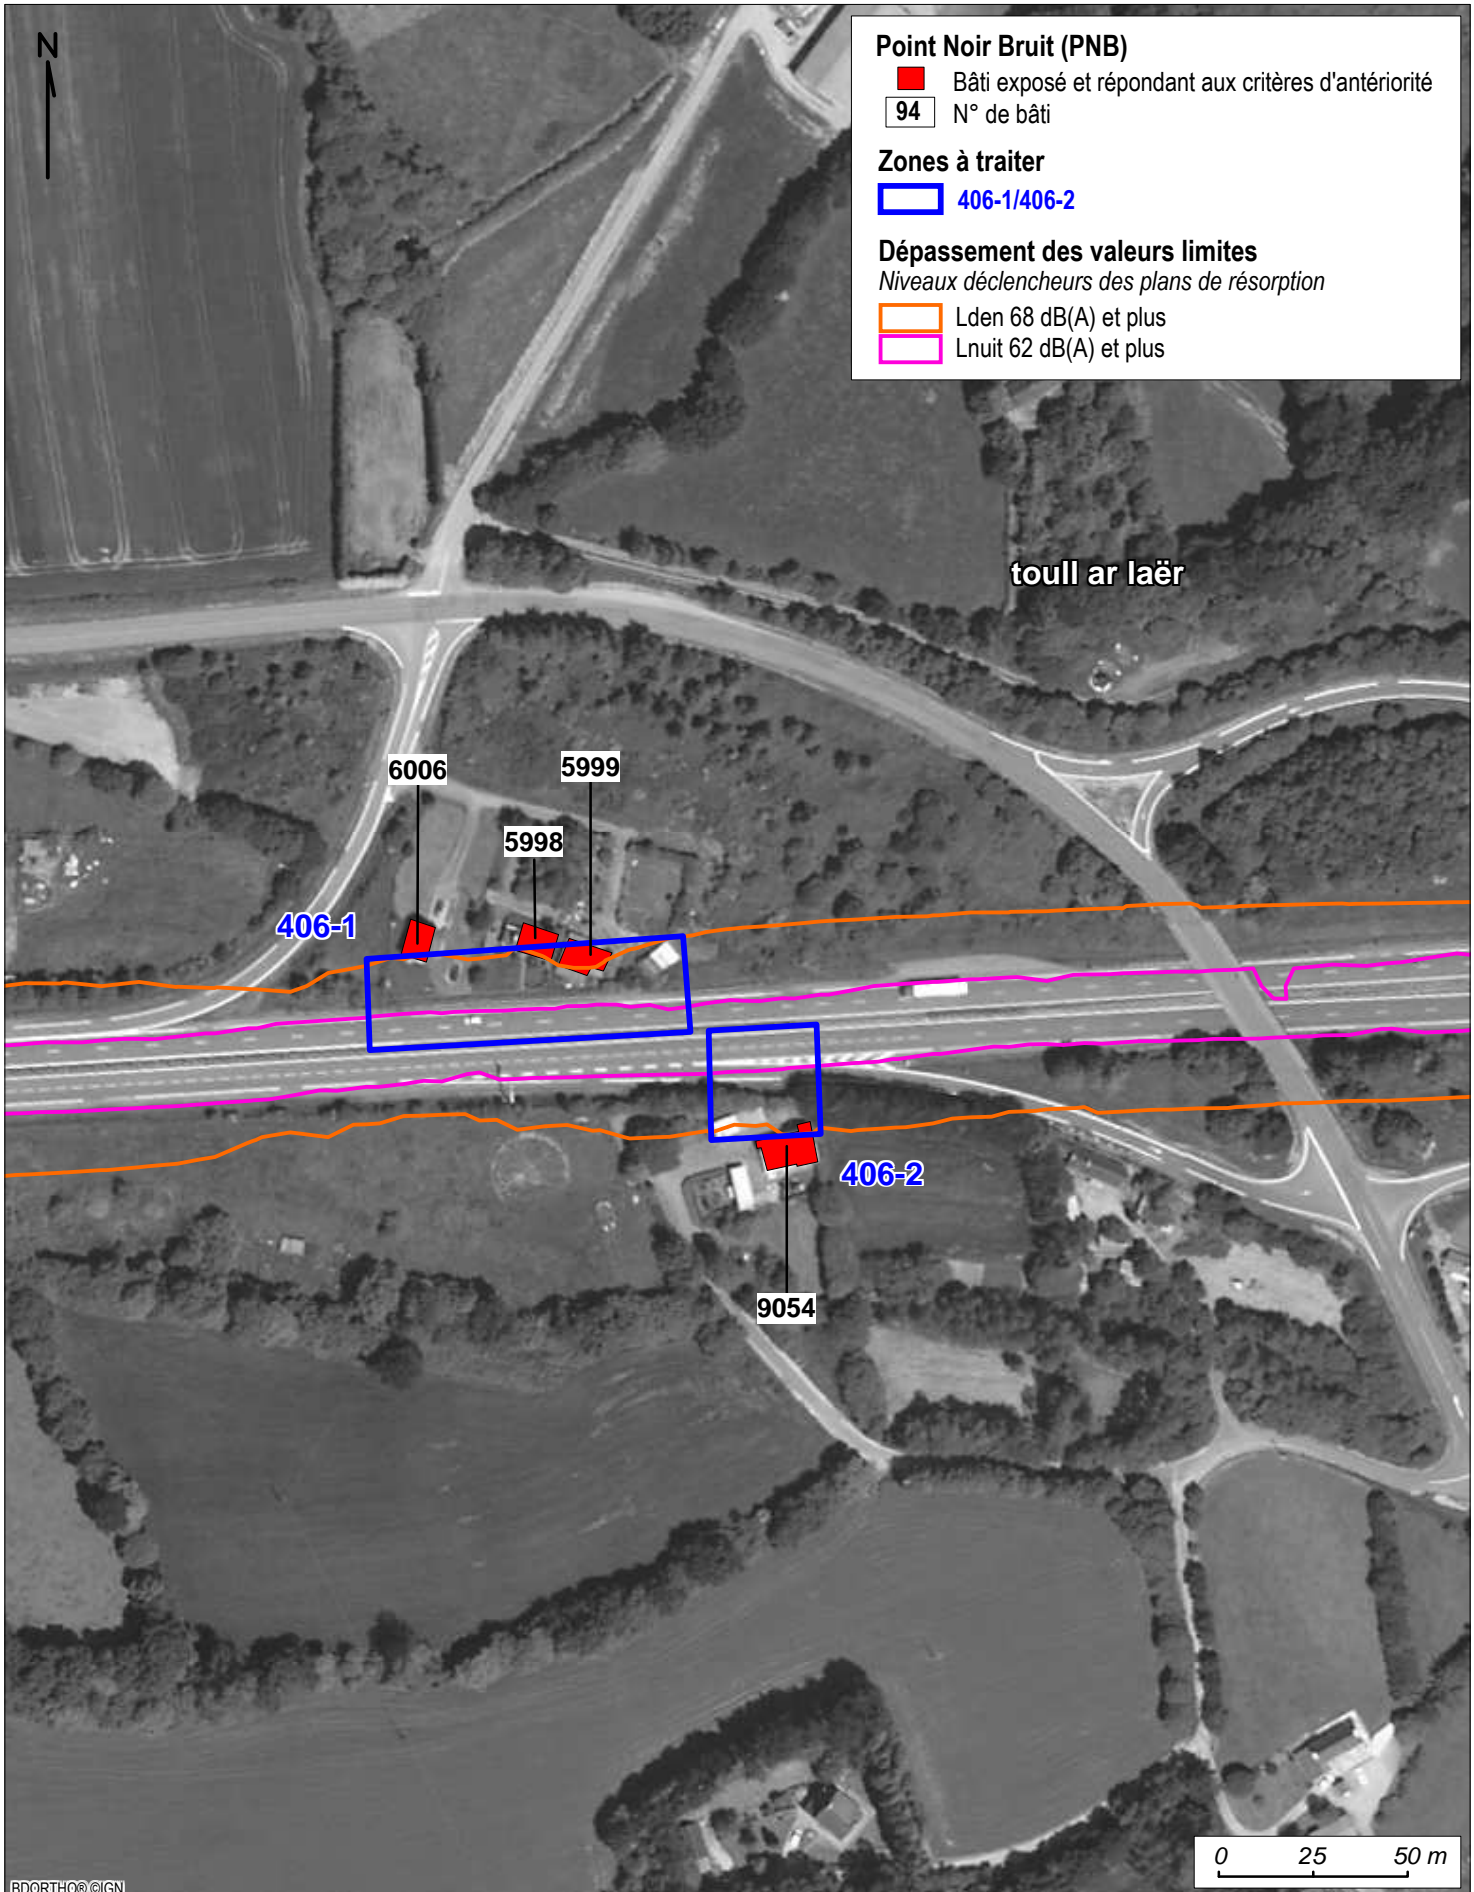 N
Point Noir Bruit (PNB)
Bâti exposé et répondant aux critères d'antériorité
94 N° de bâti
Zones à traiter
406-1/406-2
Dépassement des valeurs limites
Niveaux déclencheurs des plans de résorption
Lden 68 dB(A) et plus
Lnuit 62 dB(A) et plus
toull ar laër
6006
5999
5998
406-1
406-2
9054
0 25 50 m
BDORTHO® ©IGN